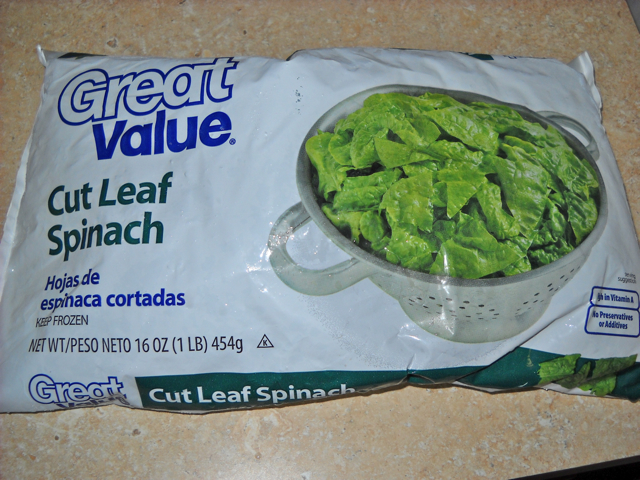 Great
Value®
Cut Leaf
Spinach
Hojas de
espinaca cortadas
KEEP FROZEN
NET WT/PESO NETO 16 OZ (1 LB) 454g
K
in Vitamin A
No Preservatives
or Additives
Great
Value
Cut Leaf Spinach